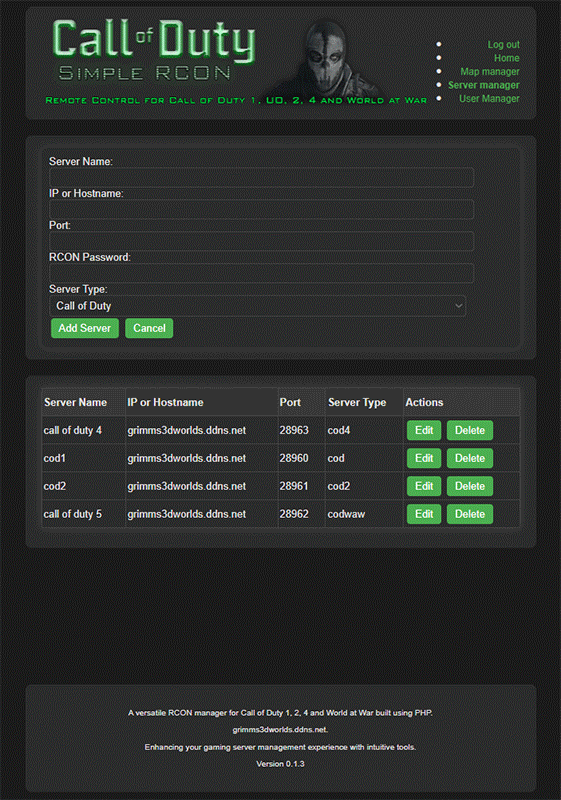 Call of Duty
Simple RCON
Remote Control for Call of Duty 1, UO, 2, 4 and World at War
Log out
Home
Map manager
Server manager
User Manager
Server Name:
IP or Hostname:
Port:
RCON Password:
Server Type:
Call of Duty
Add Server Cancel
Server Name IP or Hostname Port Server Type Actions
call of duty 4 grimms3dworlds.ddns.net 28963 cod4 Edit Delete
cod1 grimms3dworlds.ddns.net 28960 cod Edit Delete
cod2 grimms3dworlds.ddns.net 28961 cod2 Edit Delete
call of duty 5 grimms3dworlds.ddns.net 28962 codwaw Edit Delete
A versatile RCON manager for Call of Duty 1, 2, 4 and World at War built using PHP.
grimms3dworlds.ddns.net.
Enhancing your gaming server management experience with intuitive tools.
Version 0.1.3